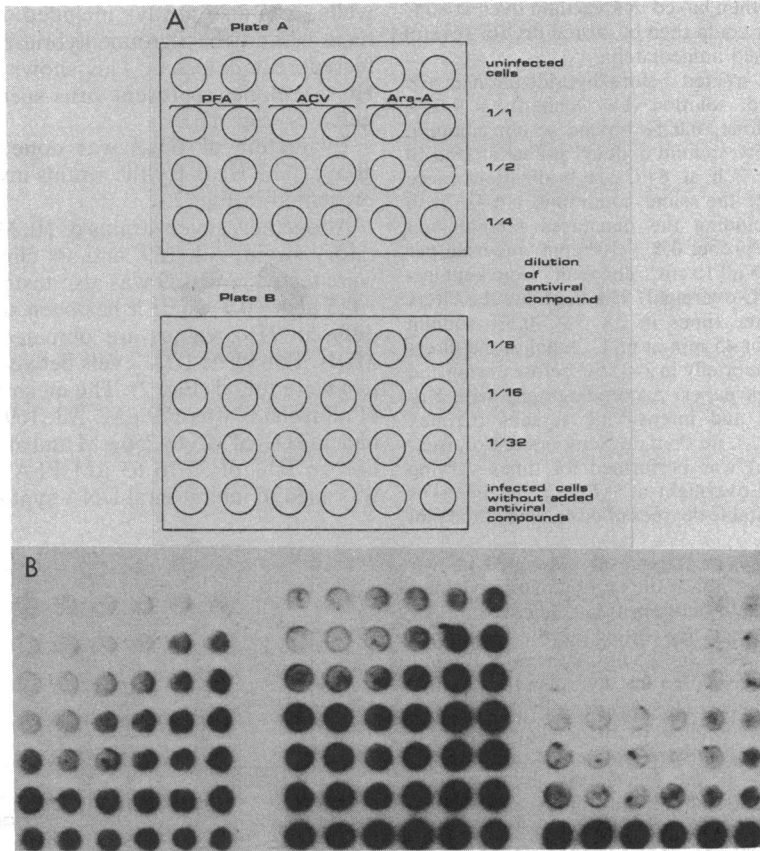 A
Plate A
uninfected
cells
PFA ACV Ara-A
1/1
1/2
1/4
dilution
of
antiviral
compound
Plate B
1/8
1/16
1/32
infected cells
without added
antiviral
compounds
B